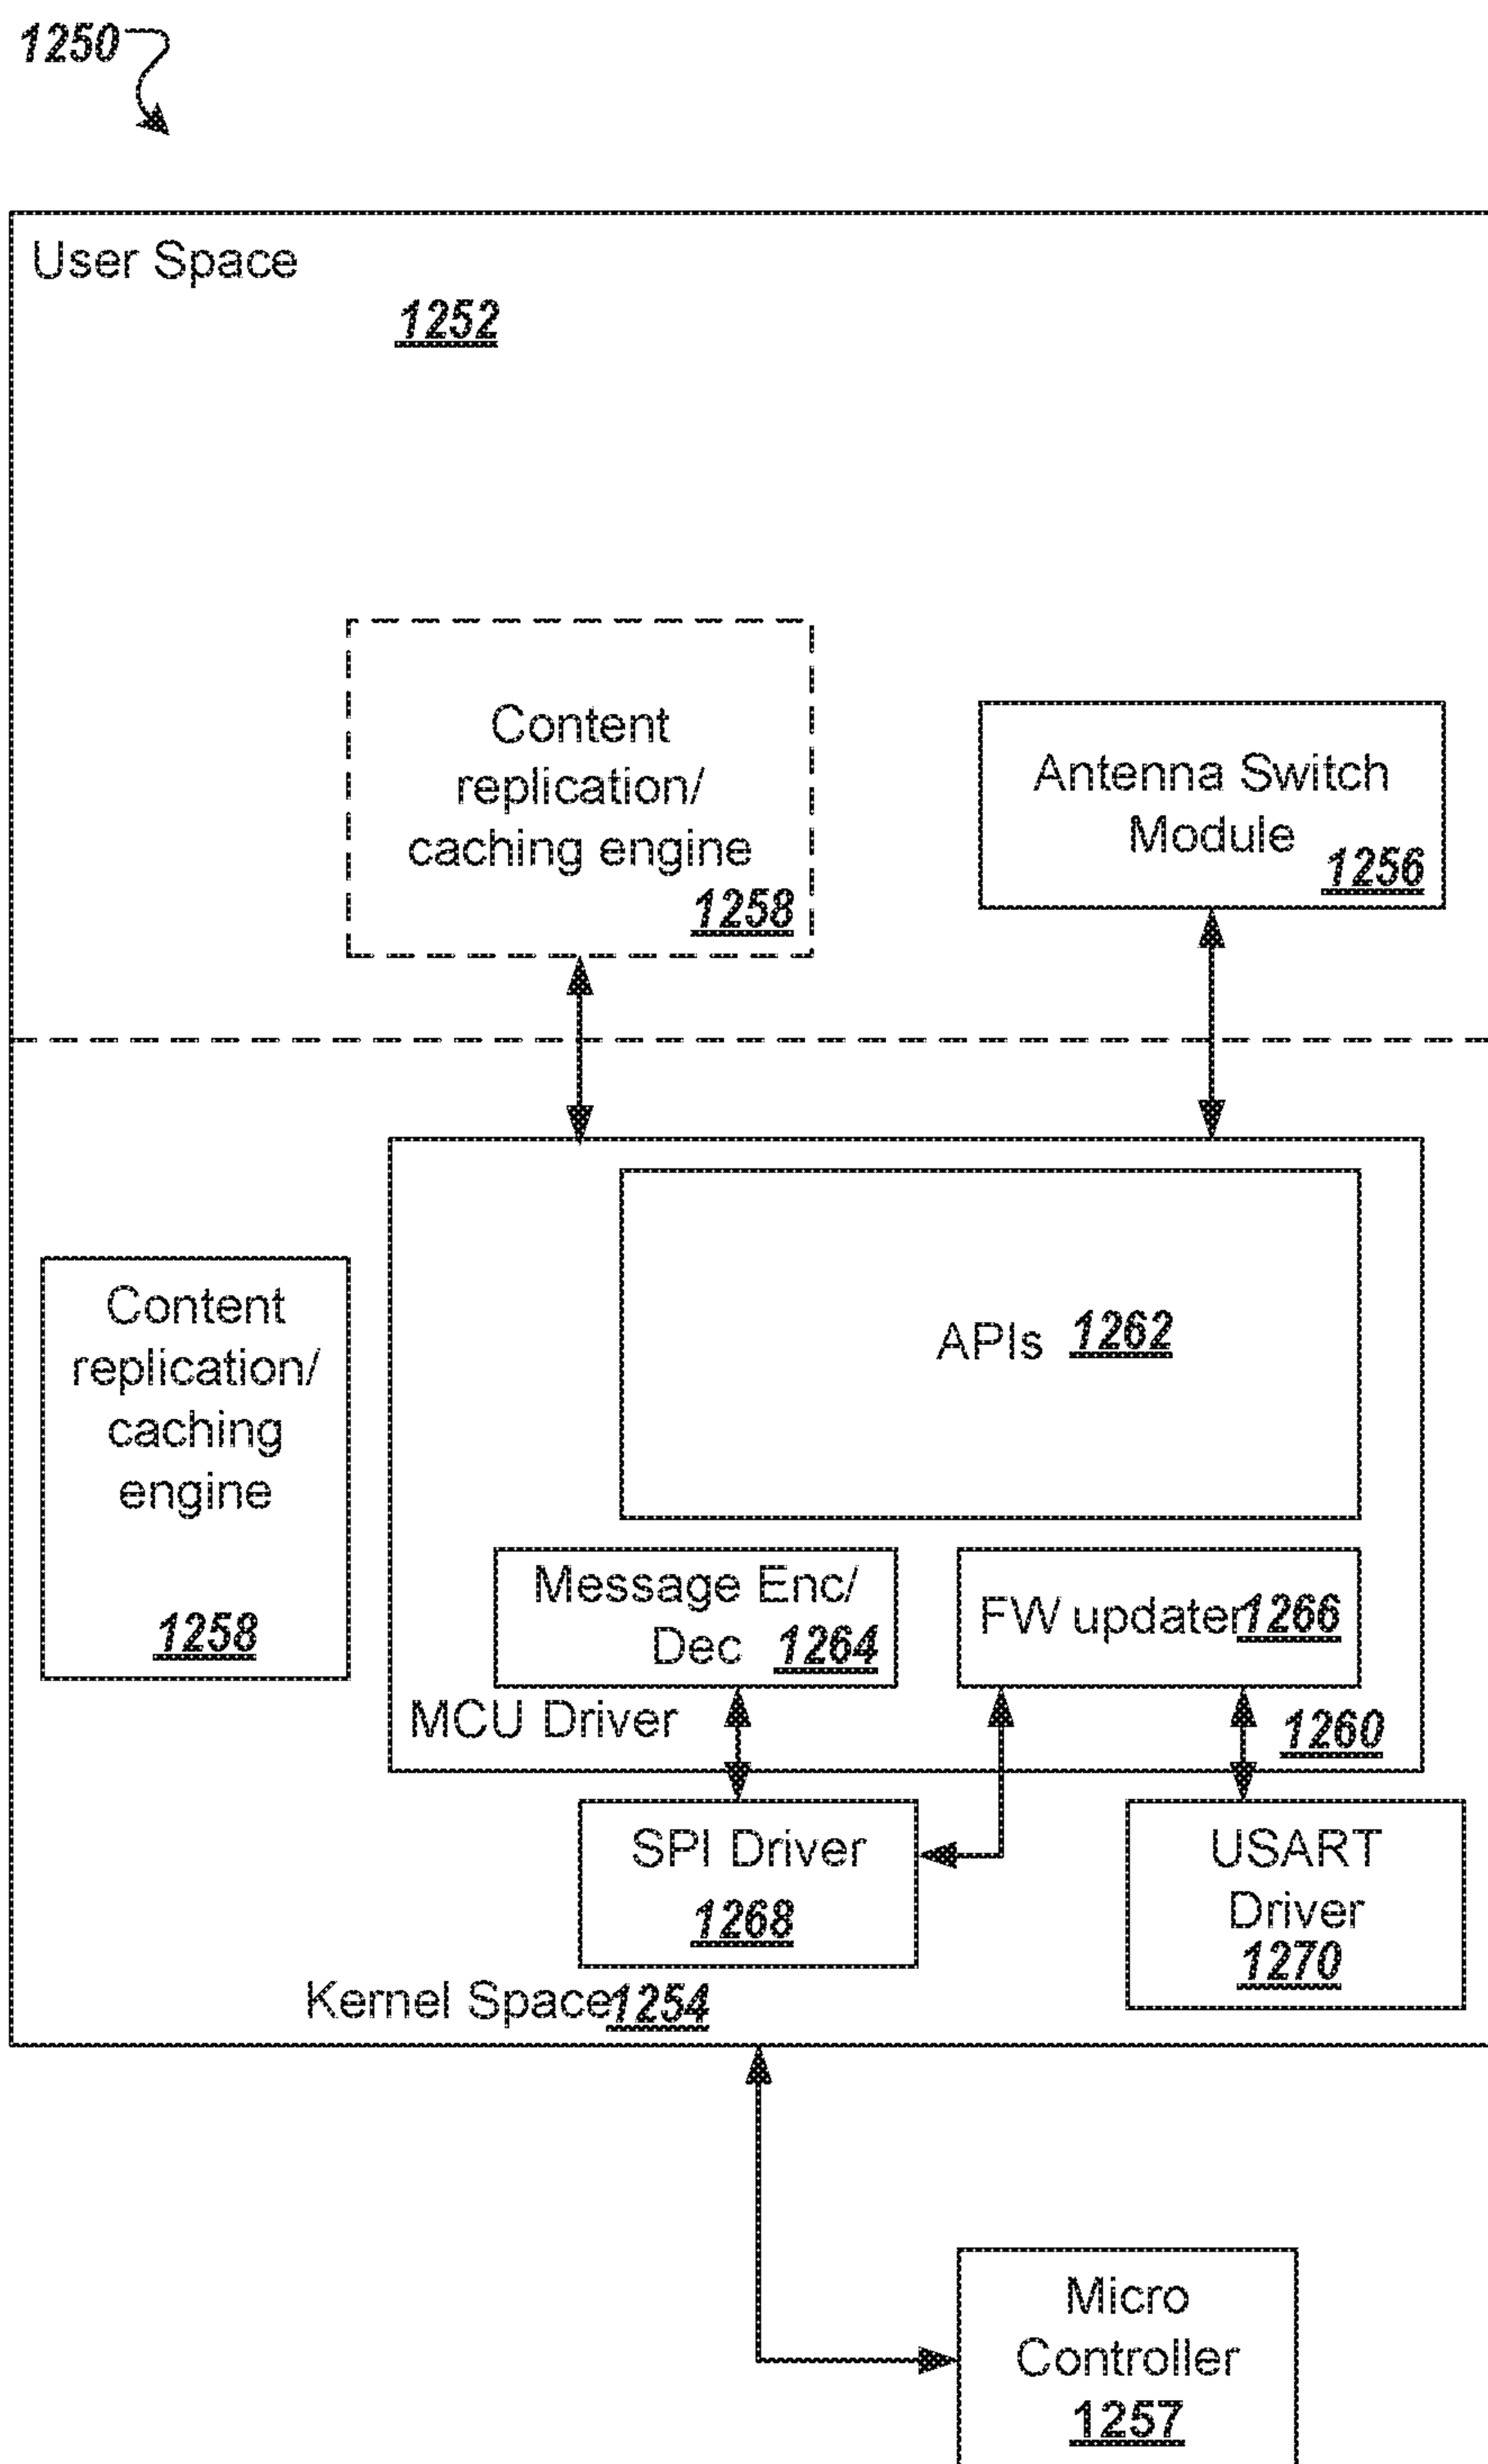 1250
User Space
1252
Content
replication/
caching engine
1258
Antenna Switch
Module
1256
APIs 1262
Content
replication/
caching
engine
1258
Message Enc/
Dec 1264
FW updater 1266
MCU Driver
1260
SPI Driver
1268
USART
Driver
1270
Kernel Space 1254
Micro
Controller
1257